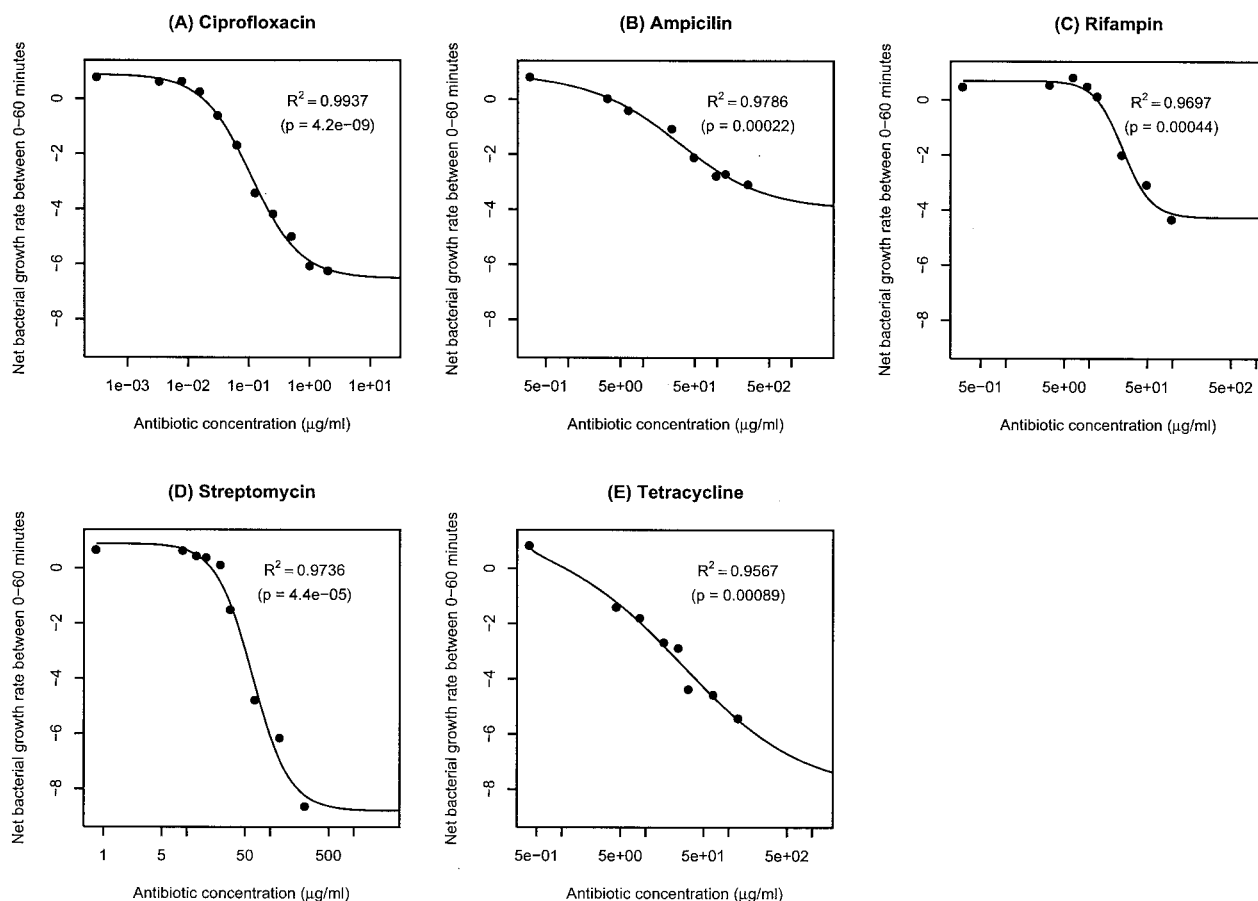 (A) Ciprofloxacin
Net bacterial growth rate between 0−60 minutes
0
−2
−4
−6
−8
R2 = 0.9937
(p = 4.2e−09)
1e−03 1e−02 1e−01 1e+00 1e+01
Antibiotic concentration (μg/ml)
(B) Ampicilin
Net bacterial growth rate between 0−60 minutes
0
−2
−4
−6
−8
R2 = 0.9786
(p = 0.00022)
5e−01 5e+00 5e+01 5e+02
Antibiotic concentration (μg/ml)
(C) Rifampin
Net bacterial growth rate between 0−60 minutes
0
−2
−4
−6
−8
R2 = 0.9697
(p = 0.00044)
5e−01 5e+00 5e+01 5e+02
Antibiotic concentration (μg/ml)
(D) Streptomycin
Net bacterial growth rate between 0−60 minutes
0
−2
−4
−6
−8
R2 = 0.9736
(p = 4.4e−05)
1 5 50 500
Antibiotic concentration (μg/ml)
(E) Tetracycline
Net bacterial growth rate between 0−60 minutes
0
−2
−4
−6
−8
R2 = 0.9567
(p = 0.00089)
5e−01 5e+00 5e+01 5e+02
Antibiotic concentration (μg/ml)